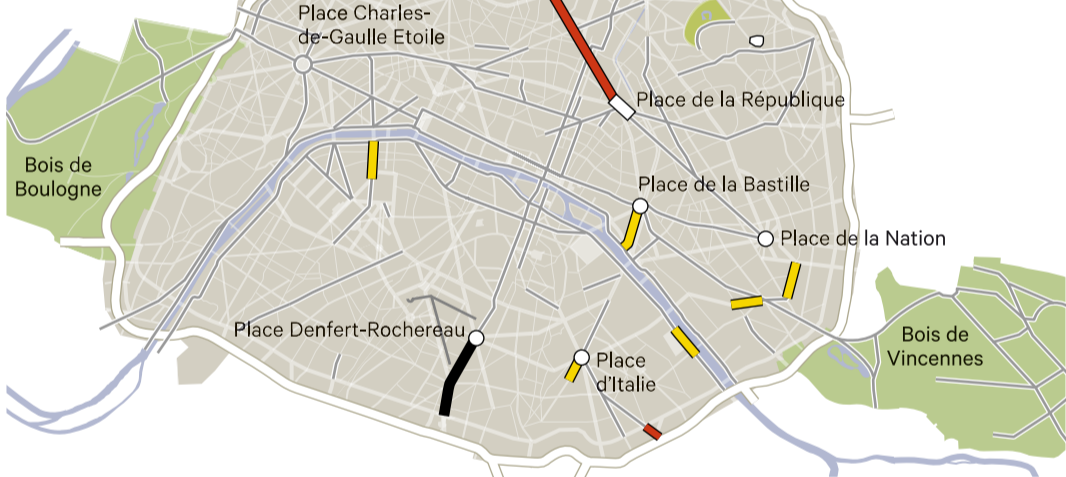 Place Charles-
de-Gaulle Etoile
Place de la République
Bois de
Boulogne
Place de la Bastille
Place de la Nation
Place Denfert-Rochereau
Bois de
Vincennes
Place
d'Italie